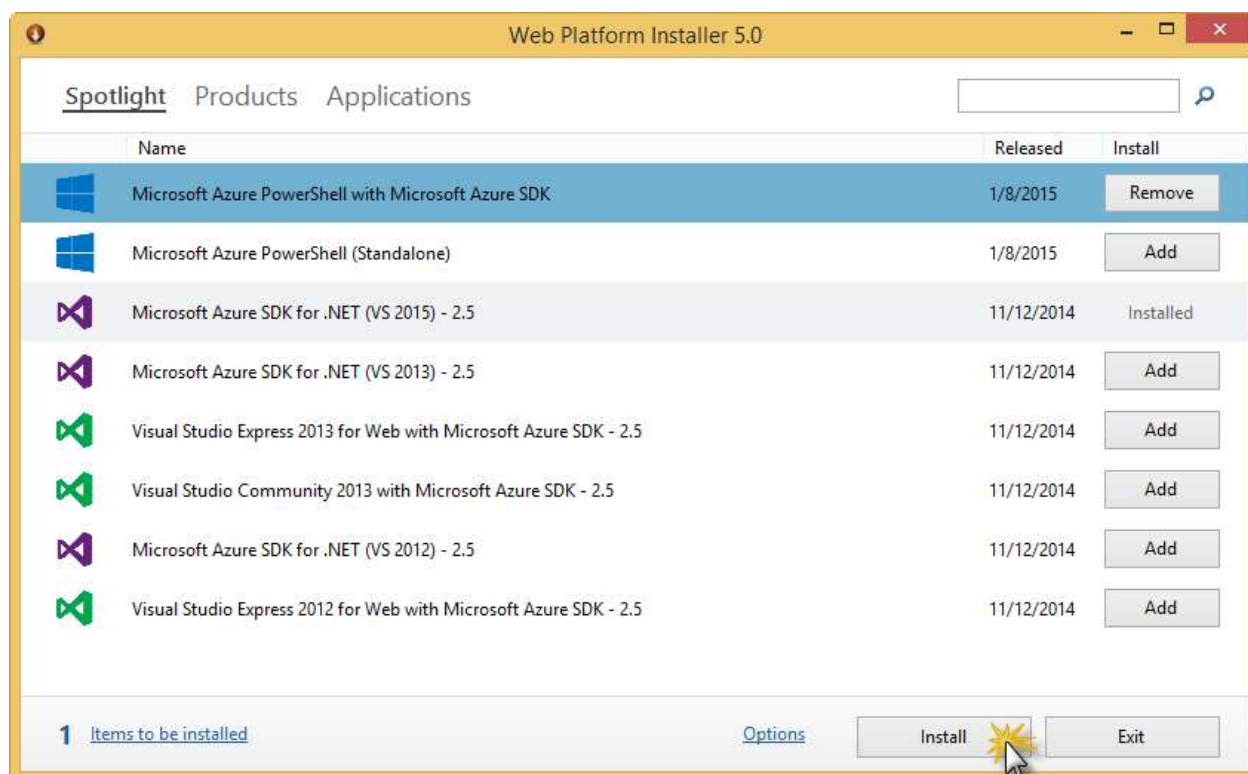 Web Platform Installer 5.0
Spotlight Products Applications
Name Released Install
Microsoft Azure PowerShell with Microsoft Azure SDK 1/8/2015 Remove
Microsoft Azure PowerShell (Standalone) 1/8/2015 Add
Microsoft Azure SDK for .NET (VS 2015) - 2.5 11/12/2014 Installed
Microsoft Azure SDK for .NET (VS 2013) - 2.5 11/12/2014 Add
Visual Studio Express 2013 for Web with Microsoft Azure SDK - 2.5 11/12/2014 Add
Visual Studio Community 2013 with Microsoft Azure SDK - 2.5 11/12/2014 Add
Microsoft Azure SDK for .NET (VS 2012) - 2.5 11/12/2014 Add
Visual Studio Express 2012 for Web with Microsoft Azure SDK - 2.5 11/12/2014 Add
1 Items to be installed Options Install Exit